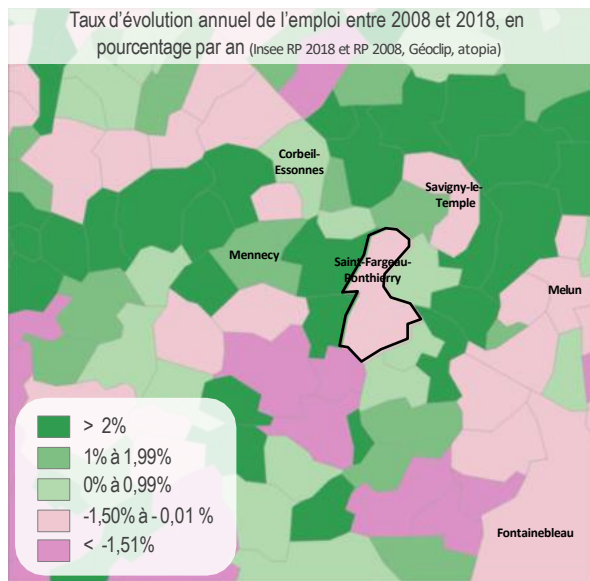 Taux d'évolution annuel de l'emploi entre 2008 et 2018, en
pourcentage par an (Insee RP 2018 et RP 2008, Géoclip, atopia)
Corbeil-
Essonnes
Savigny-le-
Temple
Mennecy
Saint-Fargeau-
Ponthierry
Melun
> 2%
1% à 1,99%
0% à 0,99%
-1,50% à - 0,01 %
< -1,51%
Fontainebleau